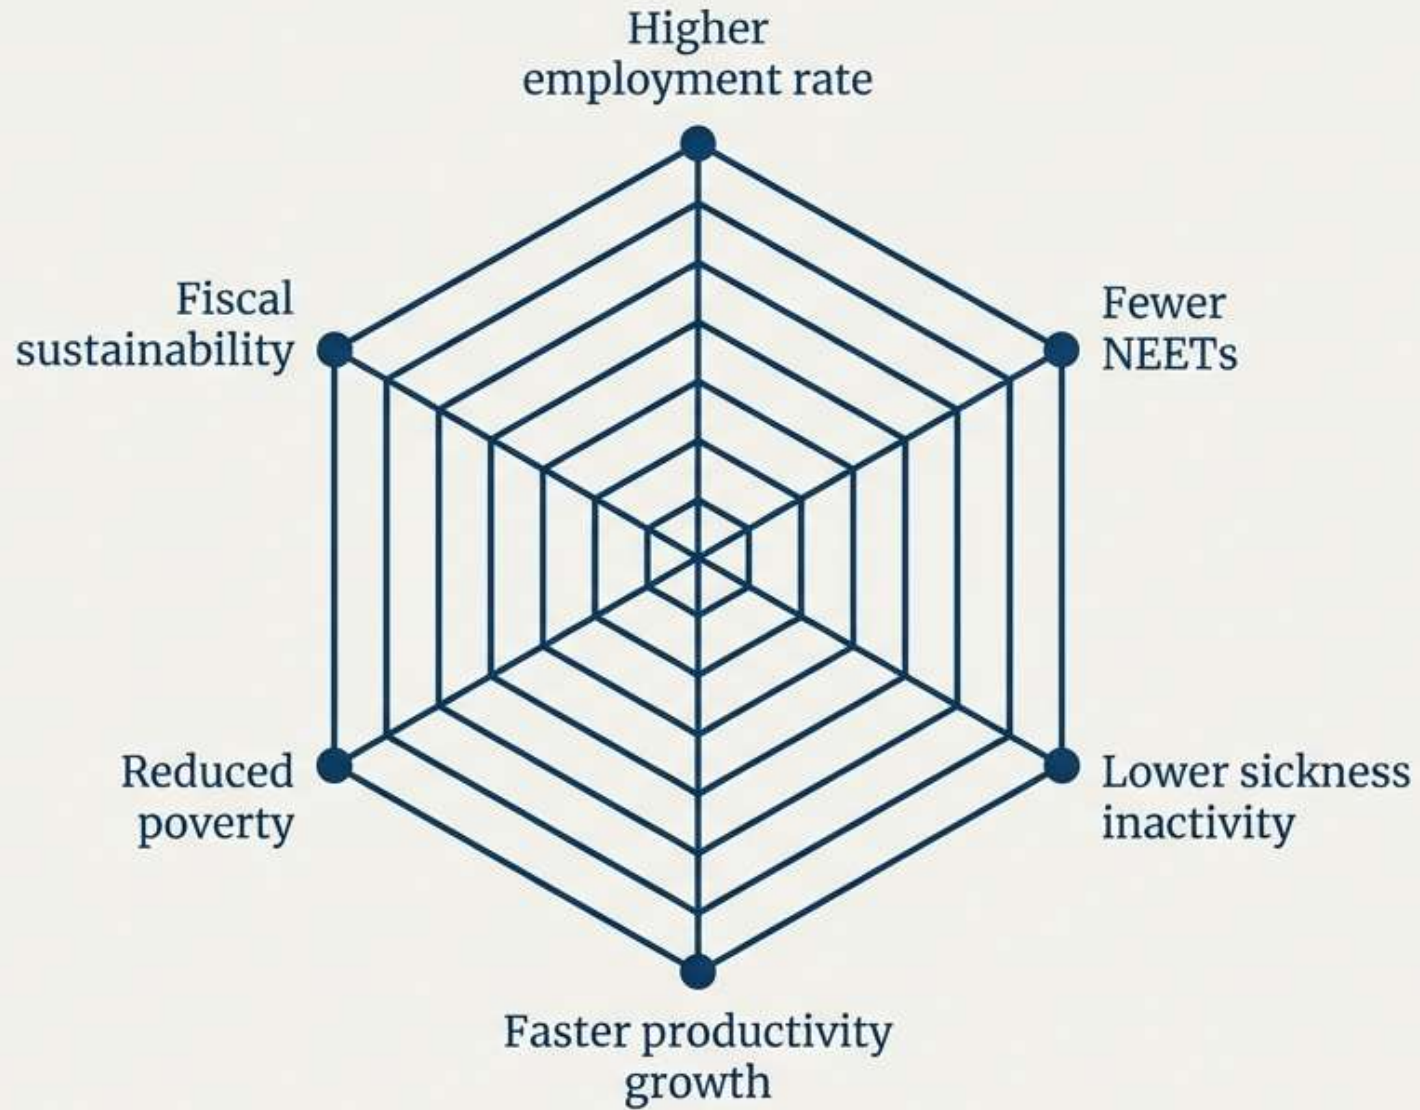 Higher
employment rate
Fiscal
sustainability
Fewer
NEETs
Reduced
poverty
Lower sickness
inactivity
Faster productivity
growth